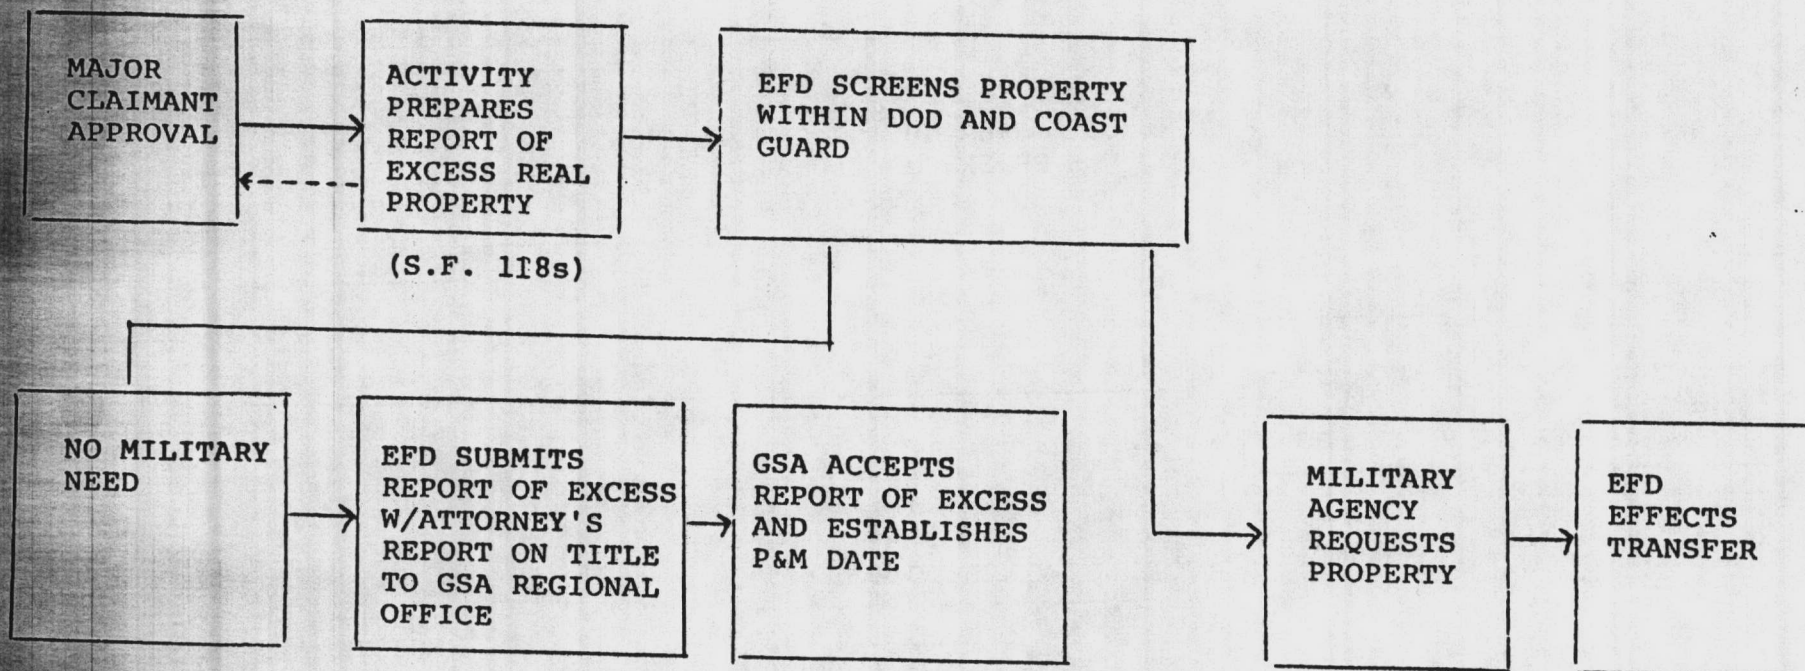 MAJOR
CLAIMANT
APPROVAL
ACTIVITY
PREPARES
REPORT OF
EXCESS REAL
PROPERTY
(S.F. 118s)
EFD SCREENS PROPERTY
WITHIN DOD AND COAST
GUARD
NO MILITARY
NEED
EFD SUBMITS
REPORT OF EXCESS
W/ATTORNEY'S
REPORT ON TITLE
TO GSA REGIONAL
OFFICE
GSA ACCEPTS
REPORT OF EXCESS
AND ESTABLISHES
P&M DATE
MILITARY
AGENCY
REQUESTS
PROPERTY
EFD
EFFECTS
TRANSFER